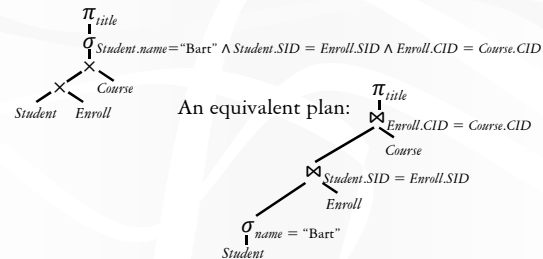 π title
σ Student.name="Bart" ∧ Student.SID = Enroll.SID ∧ Enroll.CID = Course.CID
×
× Course
Student Enroll
An equivalent plan:
π title
⋈ Enroll.CID = Course.CID
Course
⋈ Student.SID = Enroll.SID
Enroll
σ name = “Bart”
Student